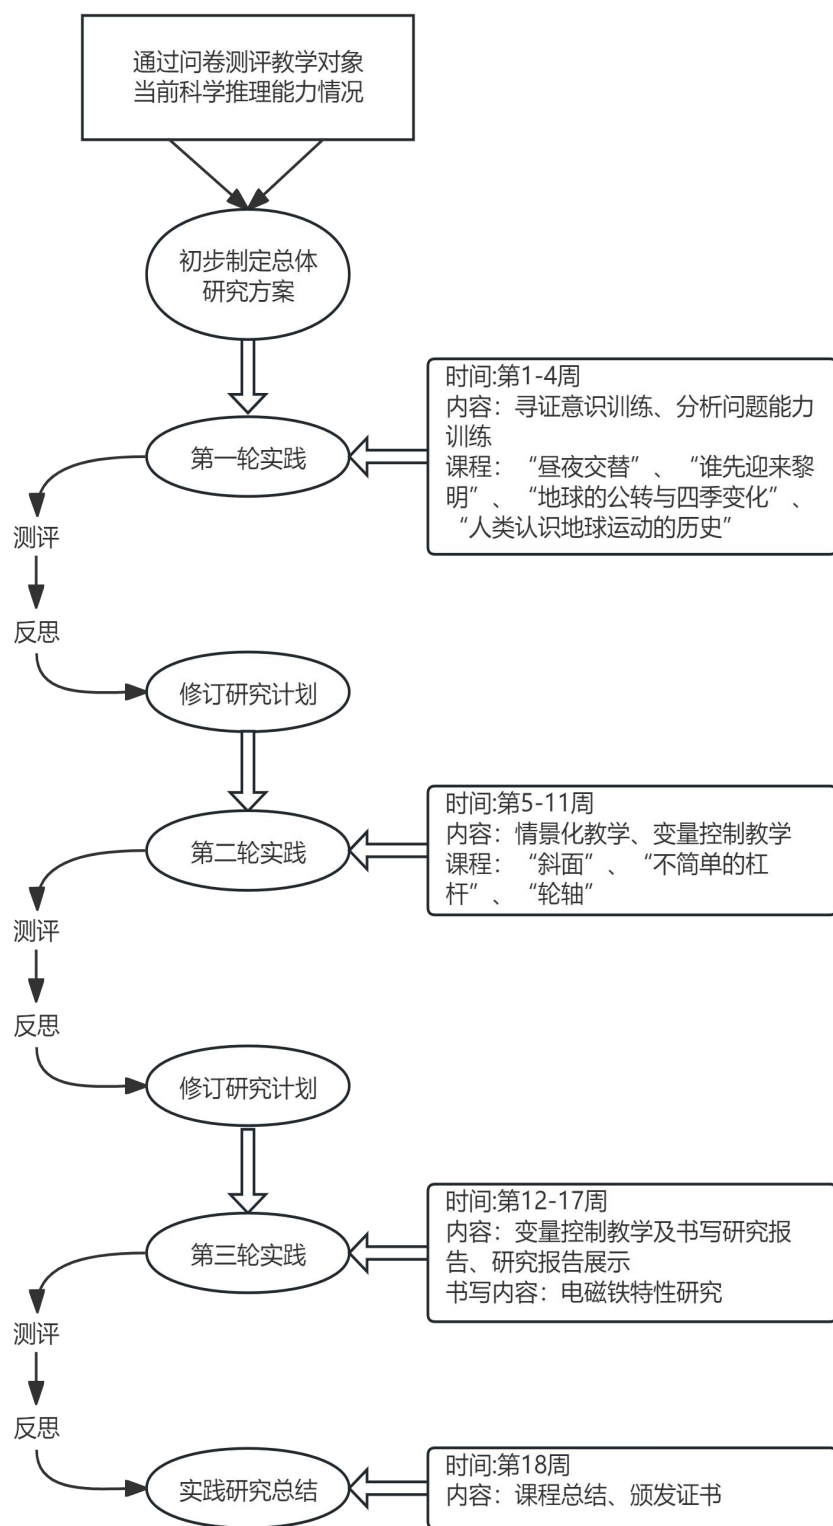 通过问卷测评教学对象
当前科学推理能力情况
初步制定总体
研究方案
时间:第1-4周
内容：寻证意识训练、分析问题能力
训练
课程：“昼夜交替”、“谁先迎来黎
明”、“地球的公转与四季变化”、
“人类认识地球运动的历史”
第一轮实践
测评
反思
修订研究计划
时间:第5-11周
内容：情景化教学、变量控制教学
课程：“斜面”、“不简单的杠
杆”、“轮轴”
第二轮实践
测评
反思
修订研究计划
时间:第12-17周
内容：变量控制教学及书写研究报
告、研究报告展示
书写内容：电磁铁特性研究
第三轮实践
测评
反思
时间:第18周
内容：课程总结、颁发证书
实践研究总结